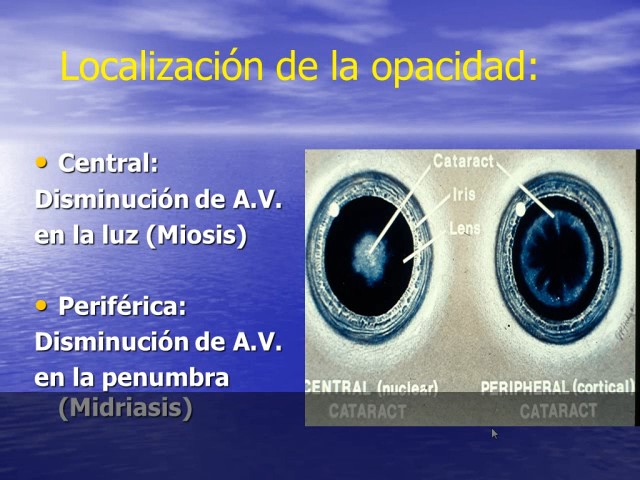 Localización de la opacidad:
• Central:
Disminución de A.V.
en la luz (Miosis)
• Periférica:
Disminución de A.V.
en la penumbra
(Midriasis)
Cataract
Iris
Lens
CENTRAL (nuclear)
CATARACT
PERIPHERAL (cortical)
CATARACT